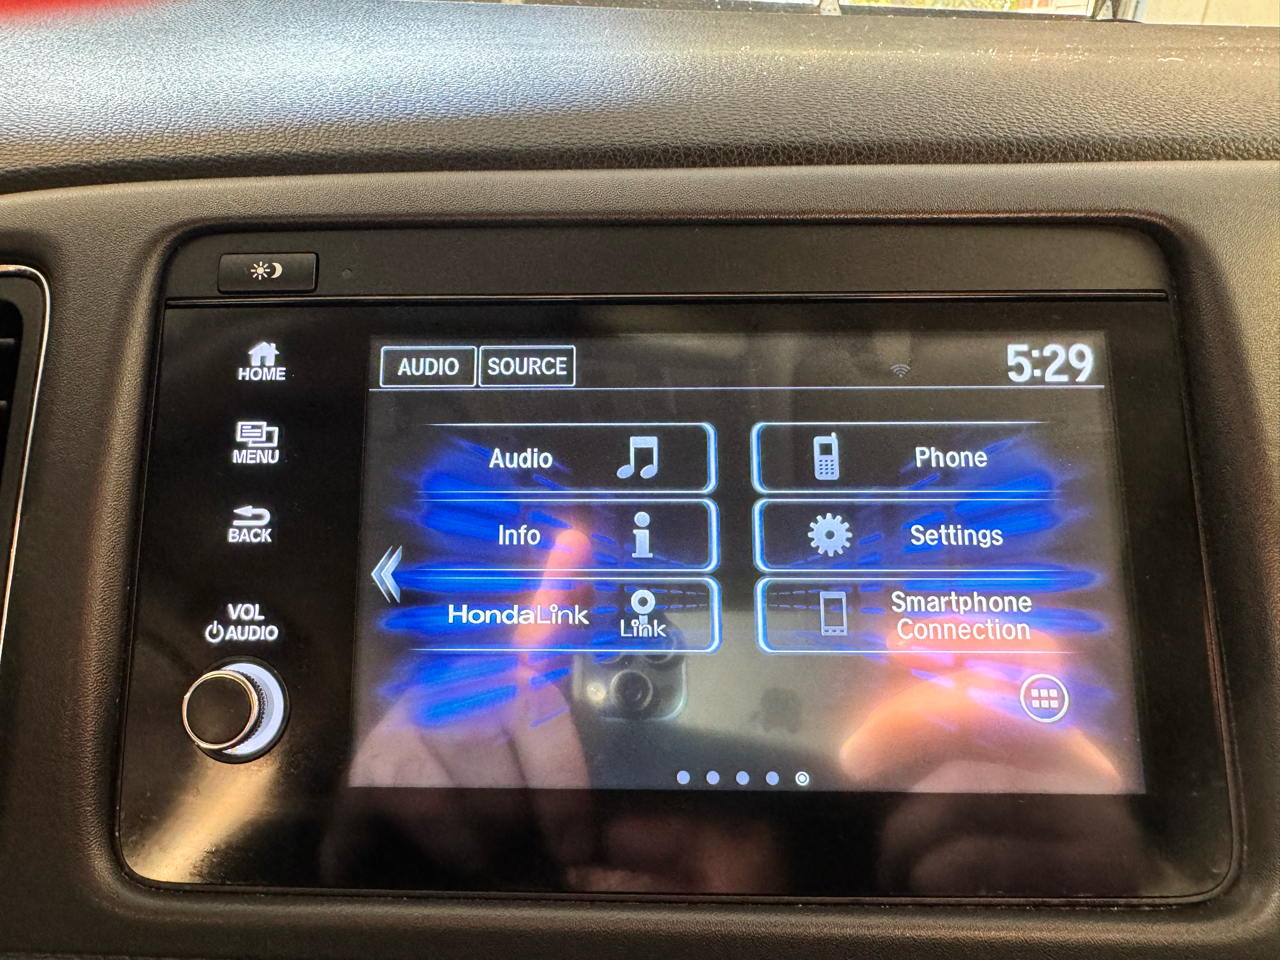 HOME
MENU
BACK
VOL
AUDIO
AUDIO SOURCE 5:29
Audio Phone
Info i Settings
HondaLink Link Smartphone
Connection